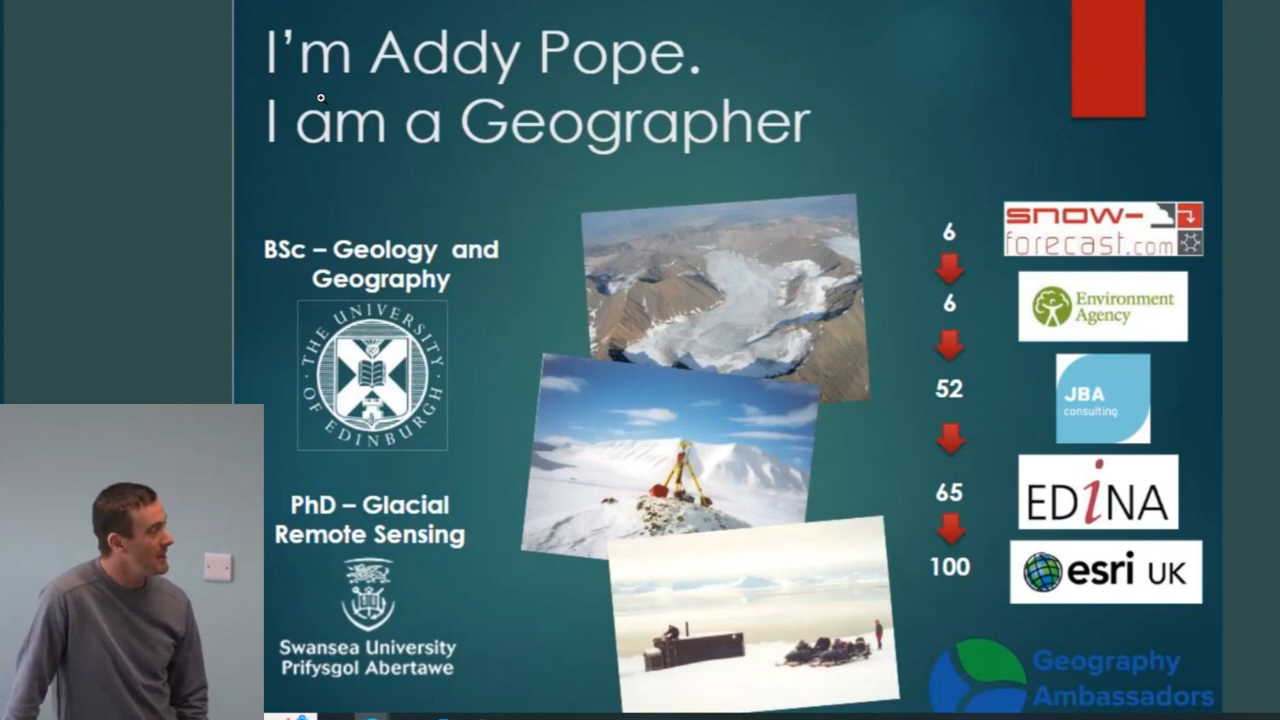 I'm Addy Pope.
I am a Geographer
BSc – Geology and
Geography
THE UNIVERSITY
OF EDINBURGH
PhD – Glacial
Remote Sensing
Swansea University
Prifysgol Abertawe
6
snow-
forecast.com
6
Environment
Agency
52
JBA
consulting
65
EDiNA
100
esri UK
Geography
Ambassadors